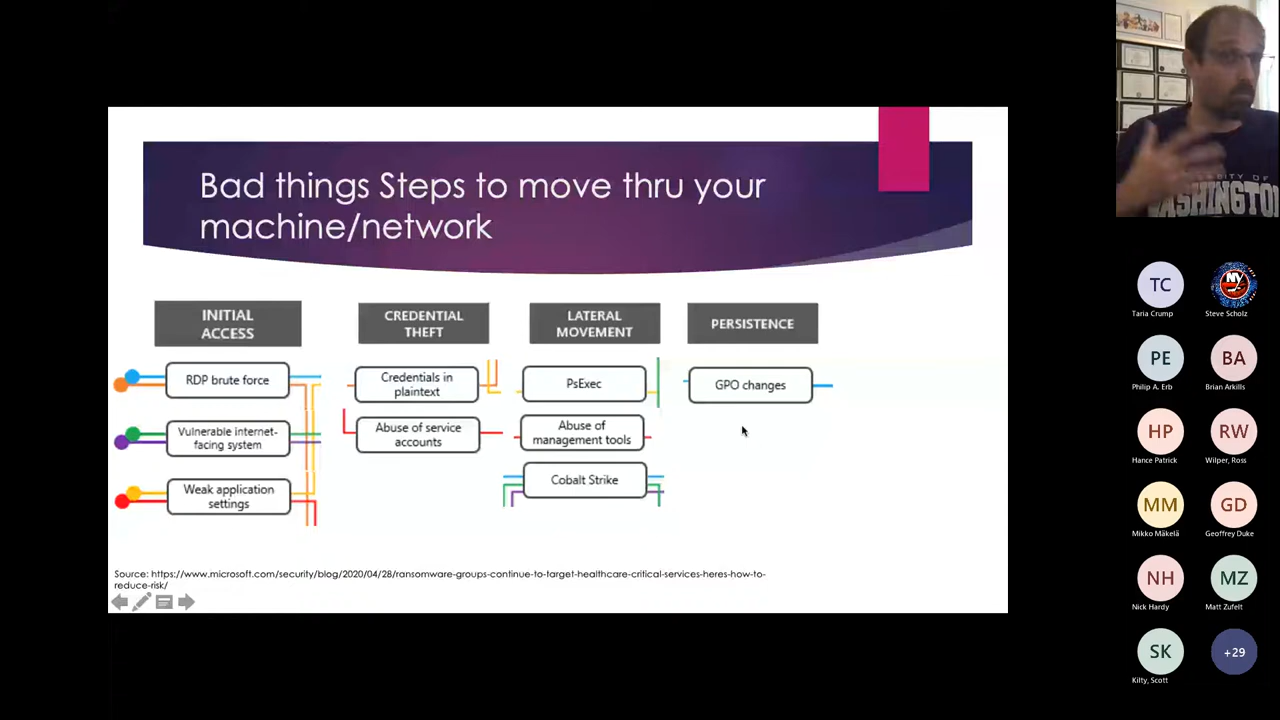 Bad things Steps to move thru your
machine/network
INITIAL
ACCESS
RDP brute force
Vulnerable internet-
facing system
Weak application
settings
CREDENTIAL
THEFT
Credentials in
plaintext
Abuse of service
accounts
LATERAL
MOVEMENT
PsExec
Abuse of
management tools
Cobalt Strike
PERSISTENCE
GPO changes
Source: https://www.microsoft.com/security/blog/2020/04/28/ransomware-groups-continue-to-target-healthcare-critical-services-heres-how-to-
reduce-risk/
UNIVERSITY OF
WASHINGTO
TC
Taria Crump
NY
Steve Scholz
PE
Philip A. Erb
BA
Brian Arkills
HP
Hance Patrick
RW
Wilper, Ross
MM
Mikko Mäkelä
GD
Geoffrey Duke
NH
Nick Hardy
MZ
Matt Zufelt
SK
Kilty, Scott
+29